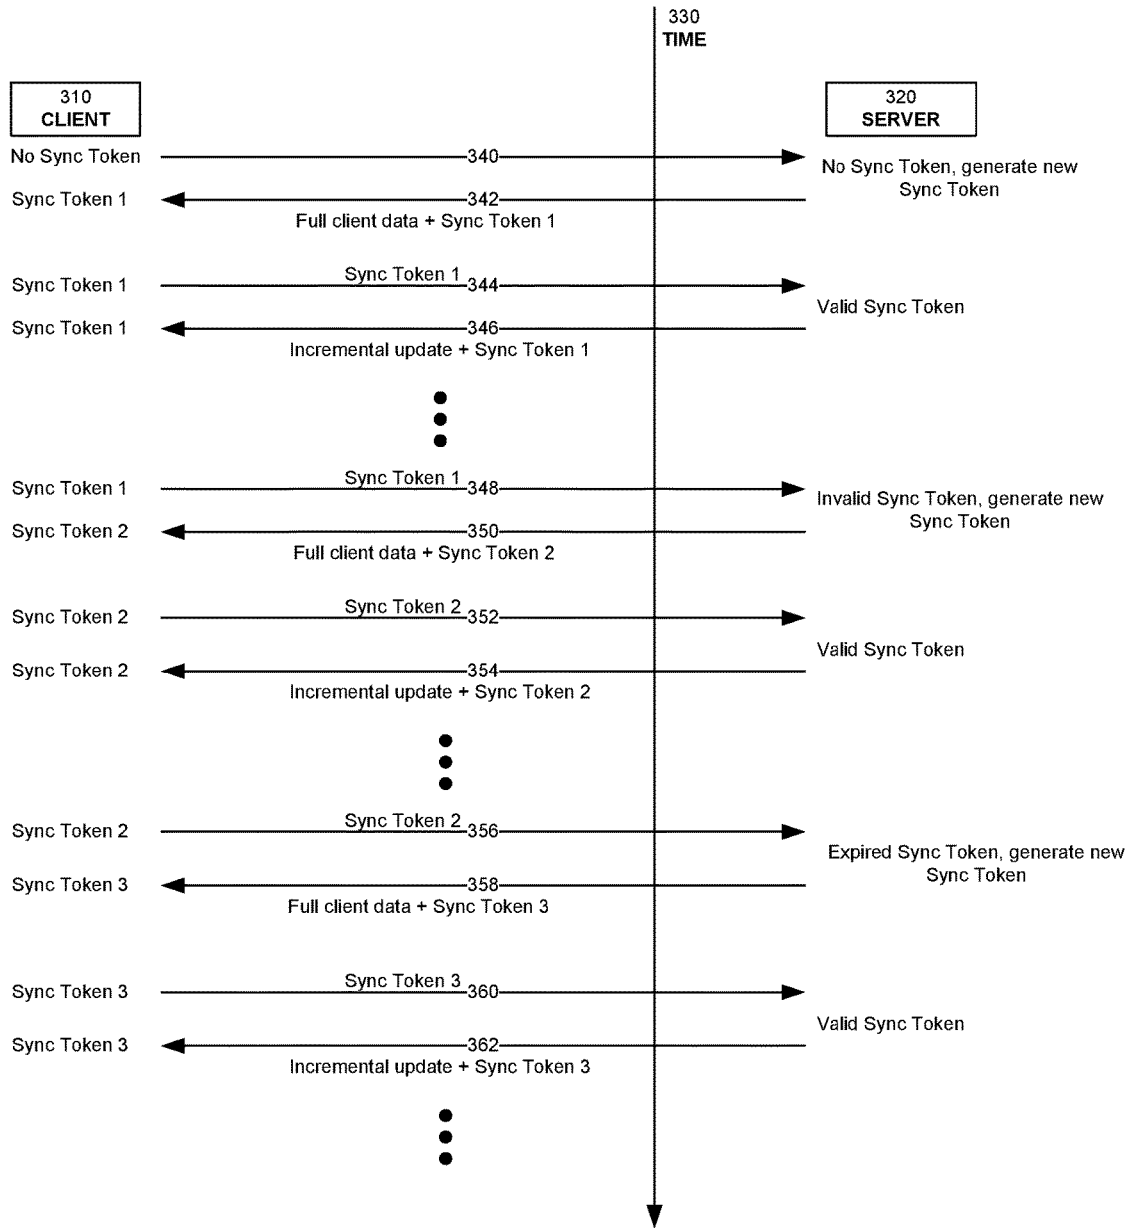 330
TIME
310
CLIENT
320
SERVER
No Sync Token
340
No Sync Token, generate new
Sync Token
Sync Token 1
342
Full client data + Sync Token 1
Sync Token 1
Sync Token 1
344
Valid Sync Token
Sync Token 1
346
Incremental update + Sync Token 1
Sync Token 1
Sync Token 1
348
Invalid Sync Token, generate new
Sync Token
Sync Token 2
350
Full client data + Sync Token 2
Sync Token 2
Sync Token 2
352
Valid Sync Token
Sync Token 2
354
Incremental update + Sync Token 2
Sync Token 2
Sync Token 2
356
Expired Sync Token, generate new
Sync Token
Sync Token 3
358
Full client data + Sync Token 3
Sync Token 3
Sync Token 3
360
Valid Sync Token
Sync Token 3
362
Incremental update + Sync Token 3